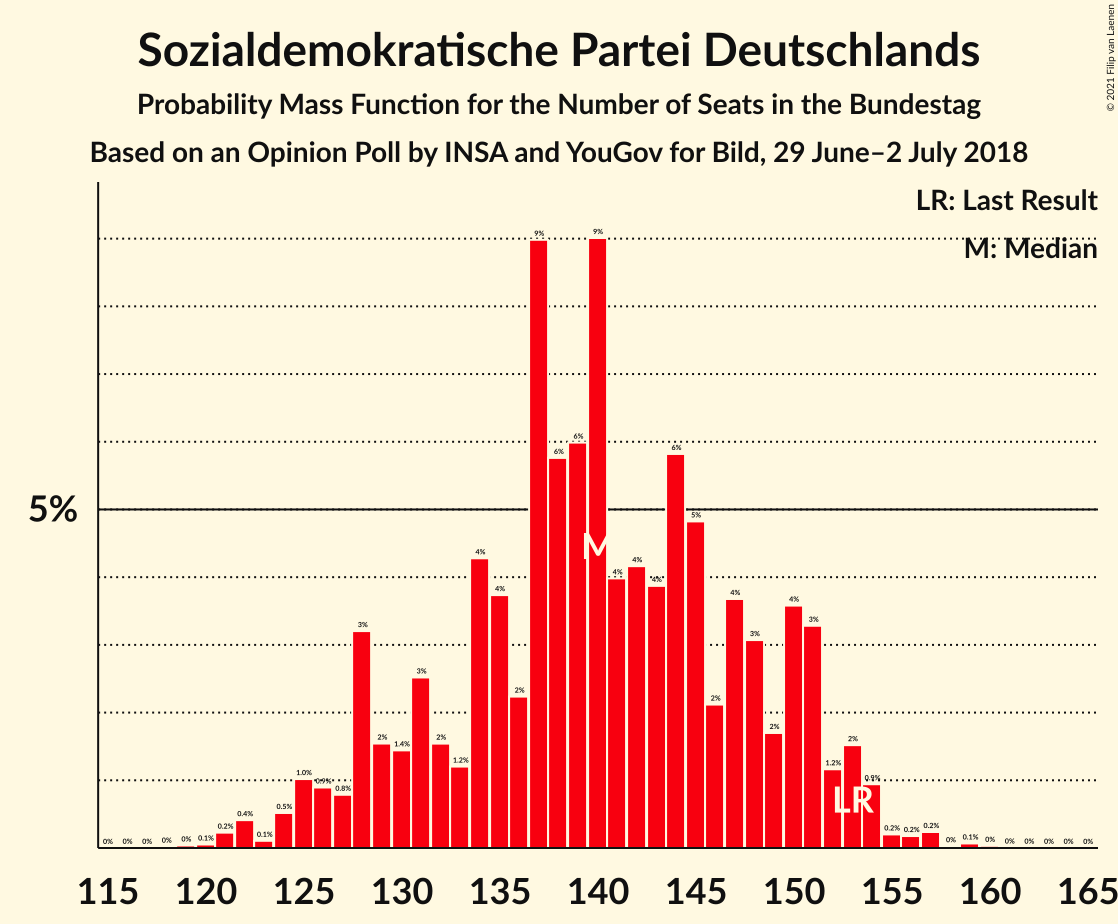 © 2021 Filip van Laenen
Sozialdemokratische Partei Deutschlands
Probability Mass Function for the Number of Seats in the Bundestag
Based on an Opinion Poll by INSA and YouGov for Bild, 29 June–2 July 2018
LR: Last Result
M: Median
5%
0% 0% 0% 0% 0% 0.1% 0.2% 0.4% 0.1% 0.5% 1.0% 0.9% 0.8% 3% 2% 1.4% 3% 2% 1.2% 4% 4% 2% 9% 6% 6% 9% 4% 4% 4% 6% 5% 2% 4% 3% 2% 4% 3% 1.2% 2% 0.9% 0.2% 0.2% 0.2% 0% 0.1% 0% 0% 0% 0% 0% 0%
M
LR
115 120 125 130 135 140 145 150 155 160 165